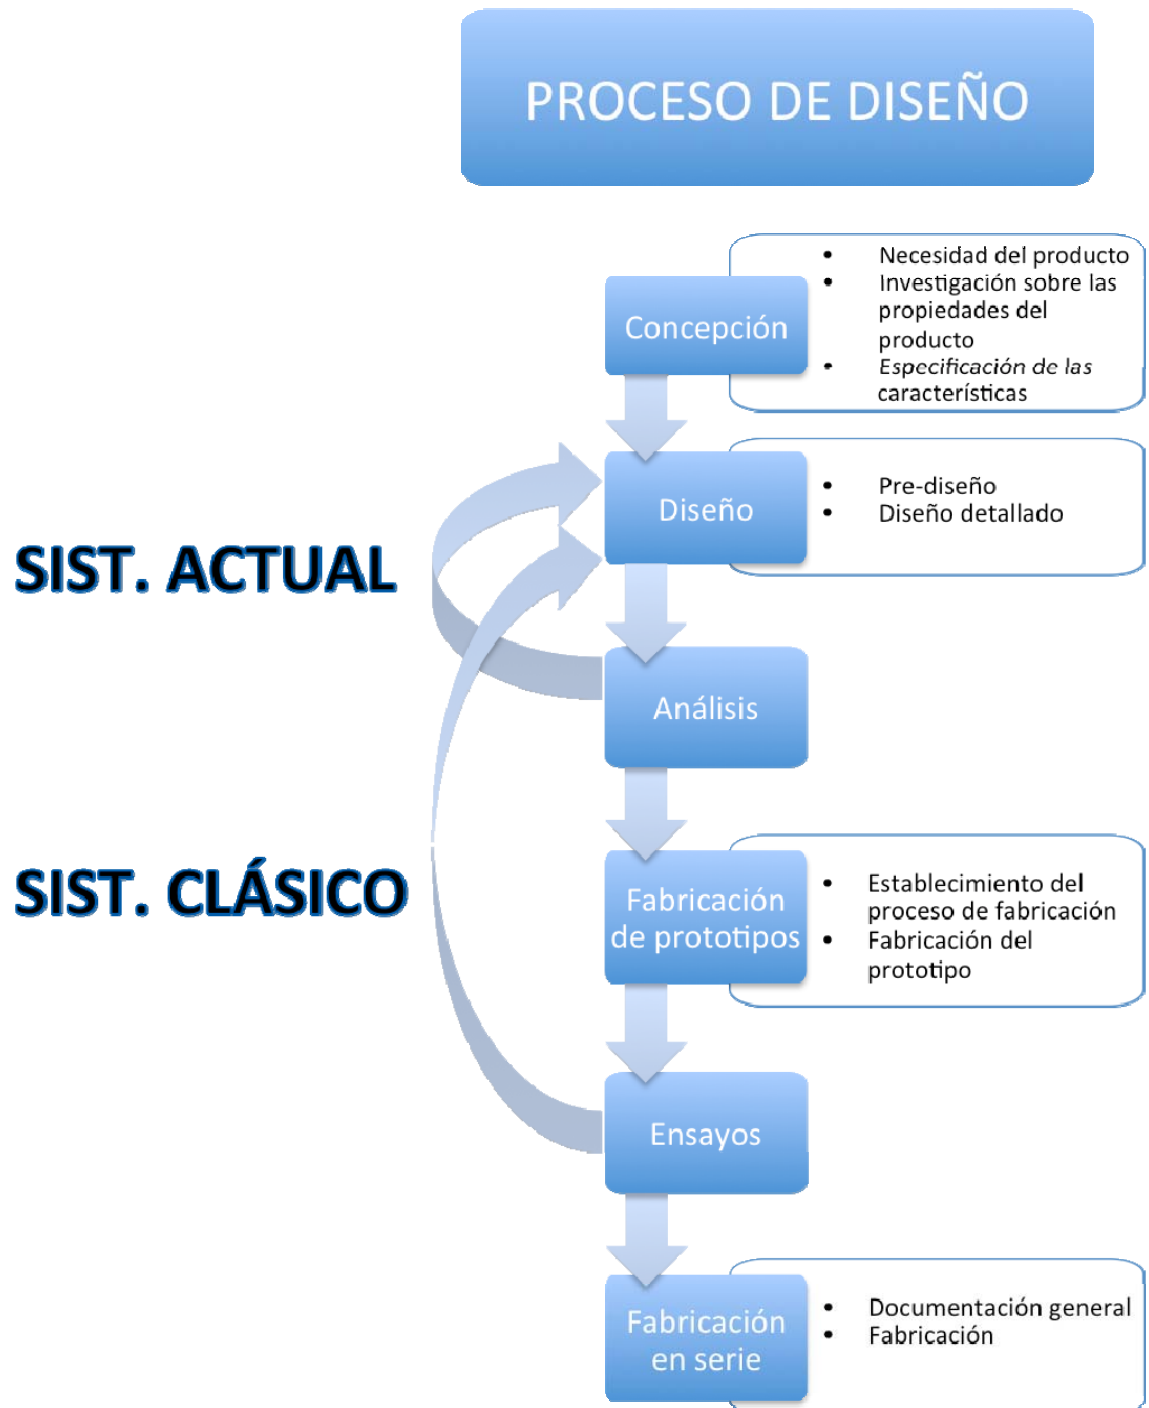 PROCESO DE DISEÑO
Concepción
• Necesidad del producto
• Investigación sobre las
propiedades del
producto
• Especificación de las
características
Diseño
• Pre-diseño
• Diseño detallado
SIST. ACTUAL
Análisis
SIST. CLÁSICO
Fabricación
de prototipos
• Establecimiento del
proceso de fabricación
• Fabricación del
prototipo
Ensayos
Fabricación
en serie
• Documentación general
• Fabricación